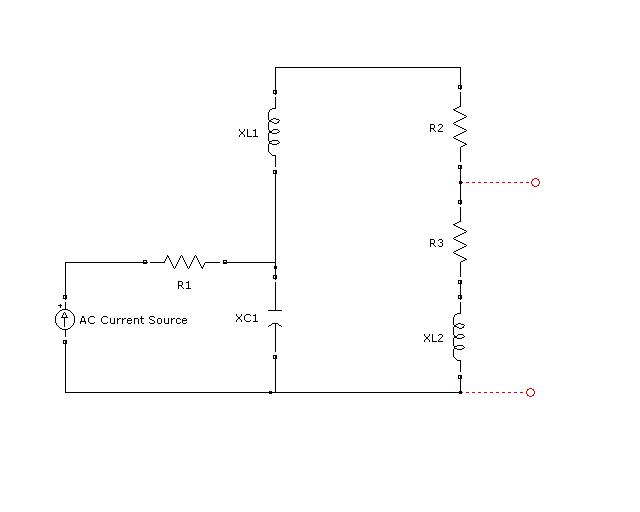 XL1
R2
R3
R1
+
AC Current Source
XC1
XL2